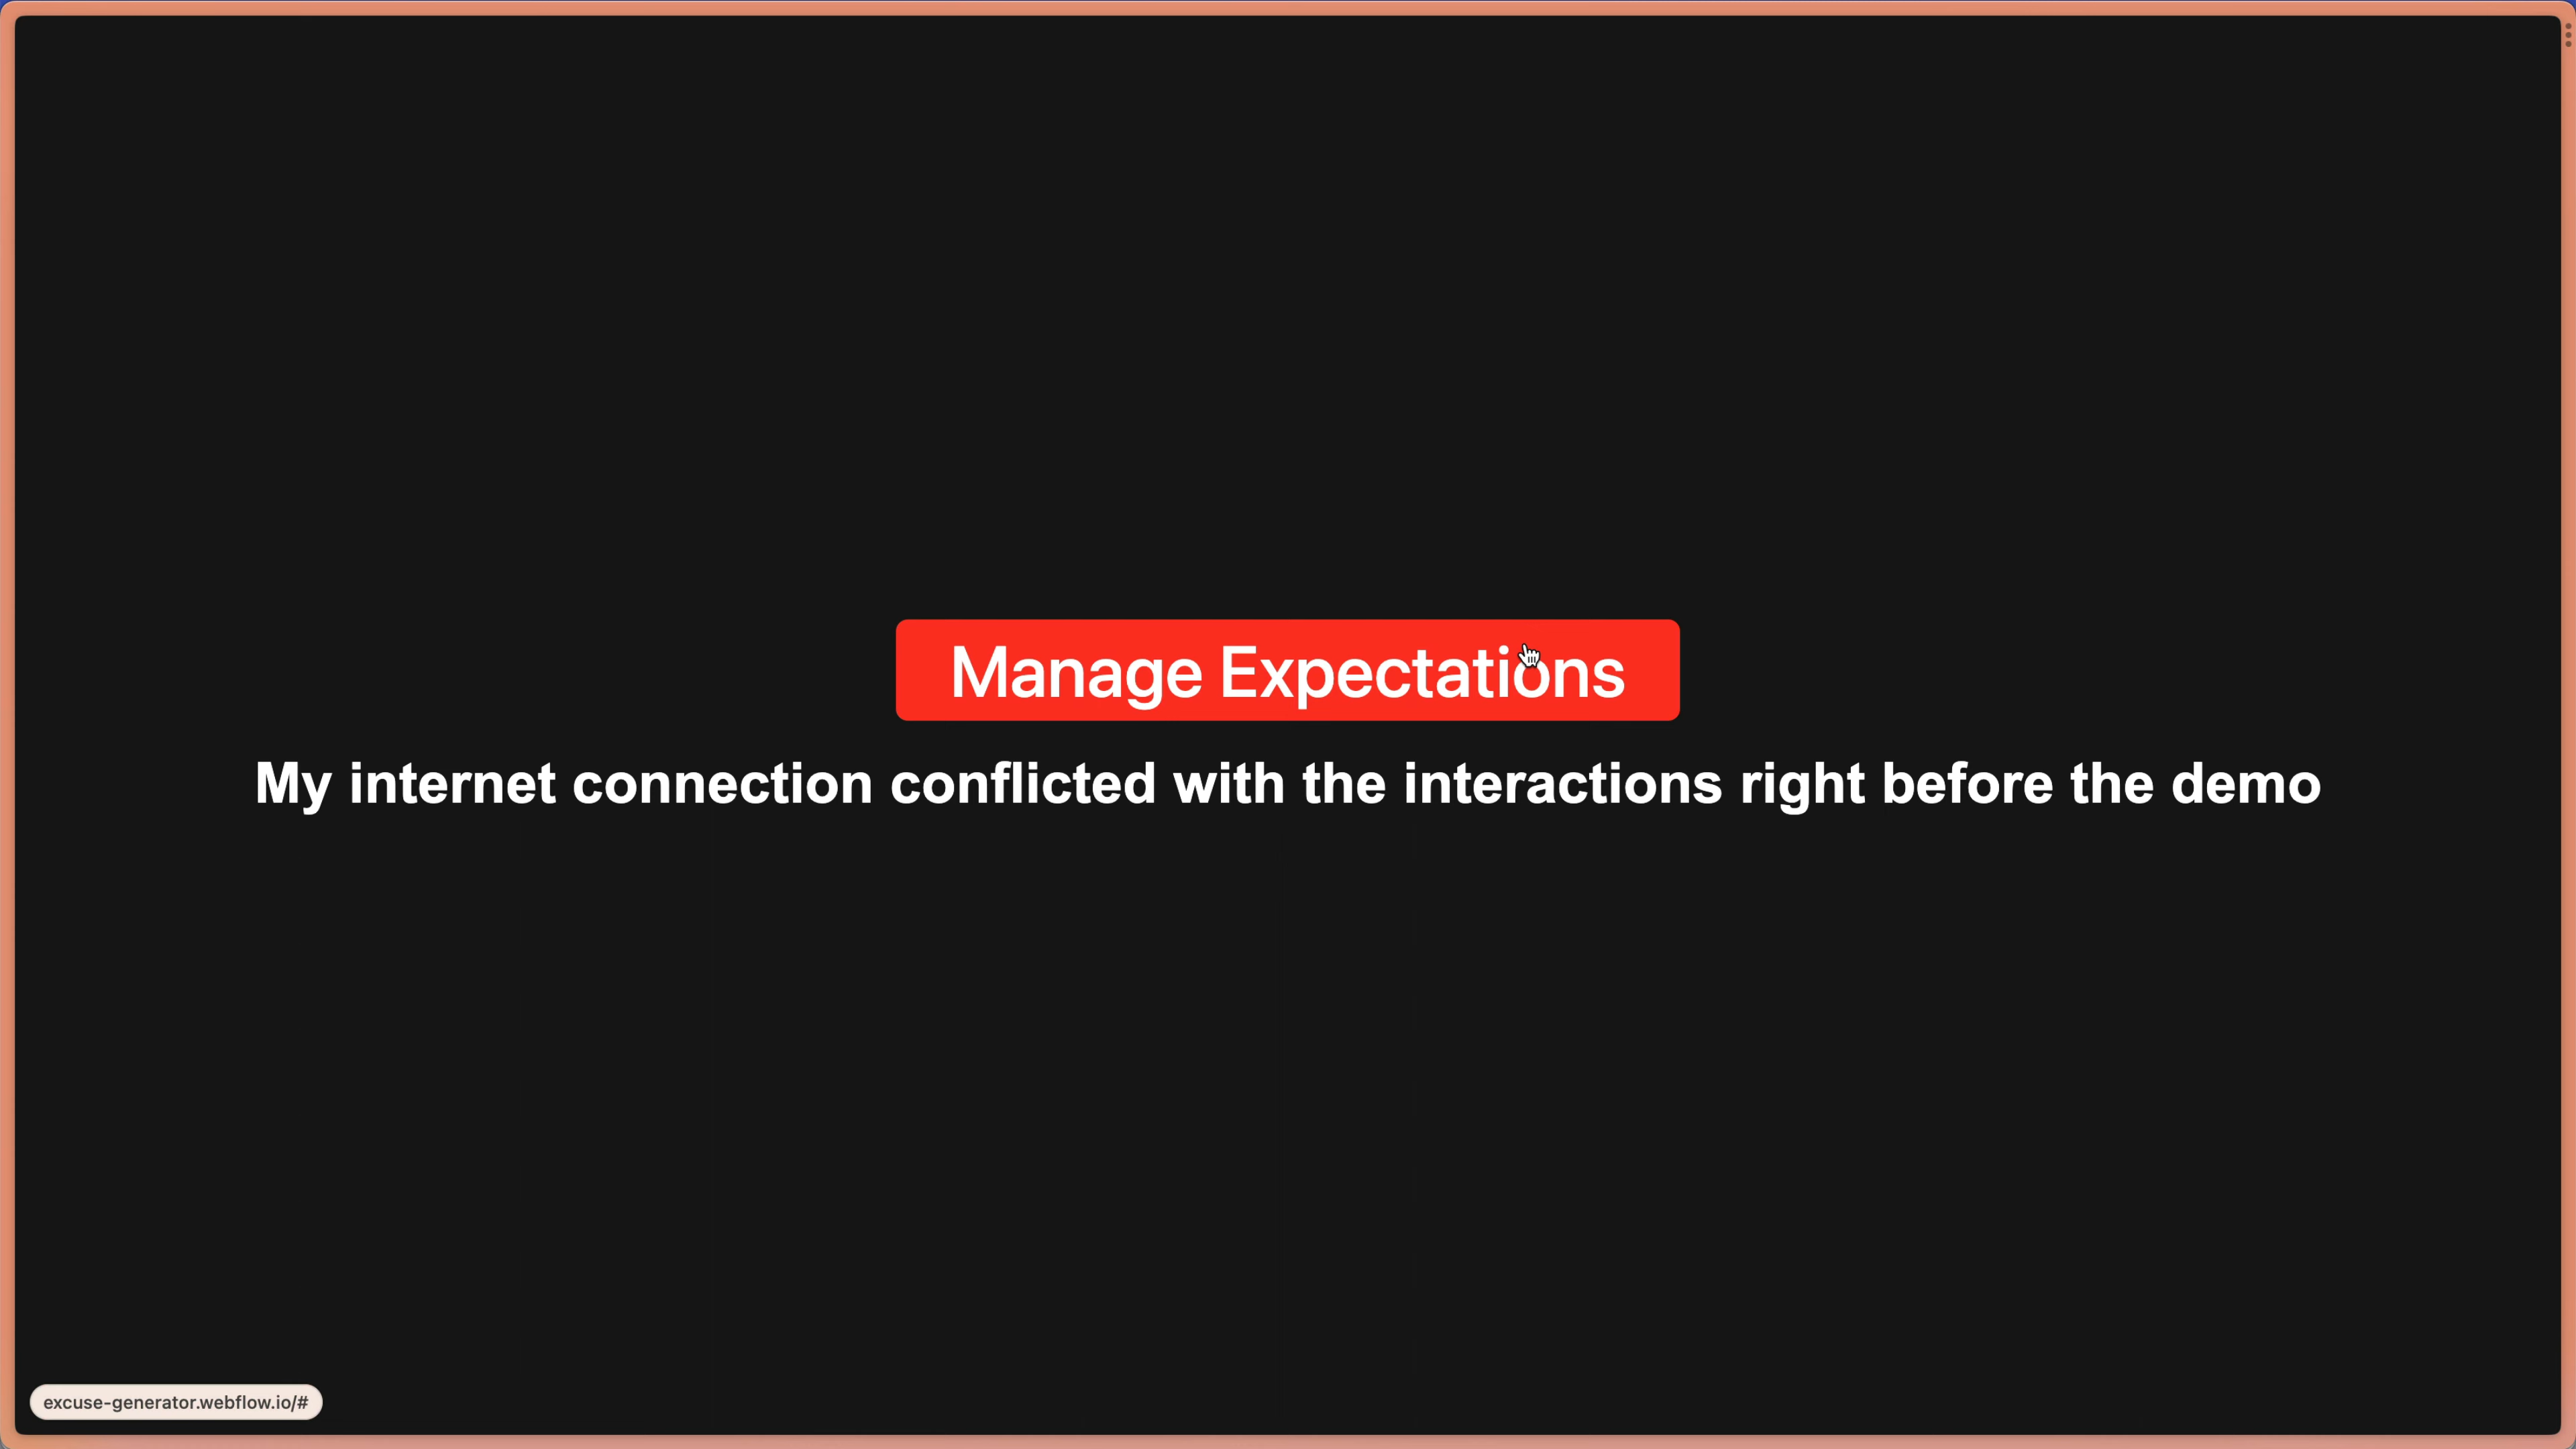 Manage Expectations
My internet connection conflicted with the interactions right before the demo
excuse-generator.webflow.io/#